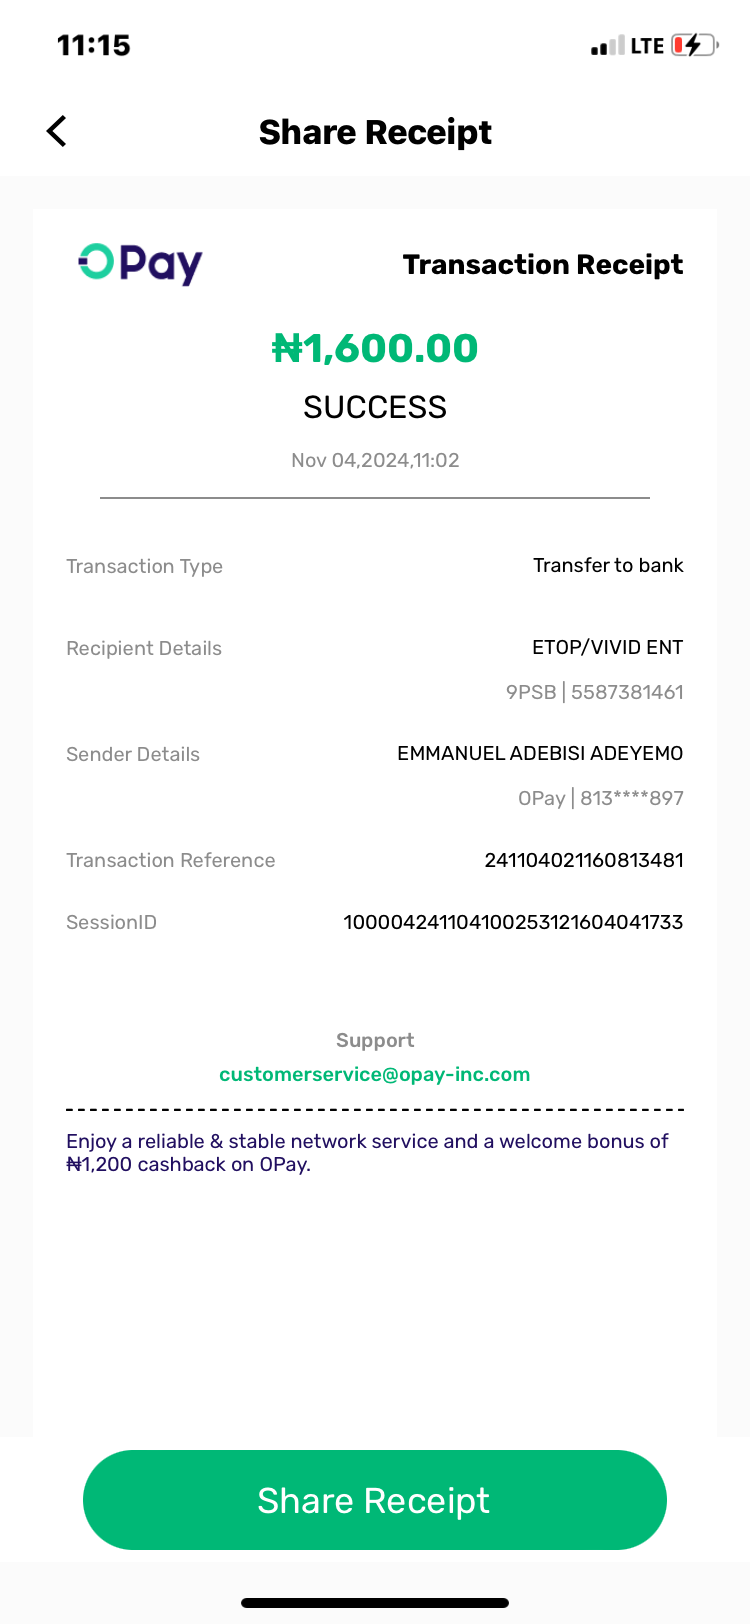 11:15
LTE
Share Receipt
OPay
Transaction Receipt
₦1,600.00
SUCCESS
Nov 04,2024,11:02
Transaction Type
Transfer to bank
Recipient Details
ETOP/VIVID ENT
9PSB | 5587381461
Sender Details
EMMANUEL ADEBISI ADEYEMO
OPay | 813****897
Transaction Reference
241104021160813481
SessionID
100004241104100253121604041733
Support
customerservice@opay-inc.com
Enjoy a reliable & stable network service and a welcome bonus of
₦1,200 cashback on OPay.
Share Receipt